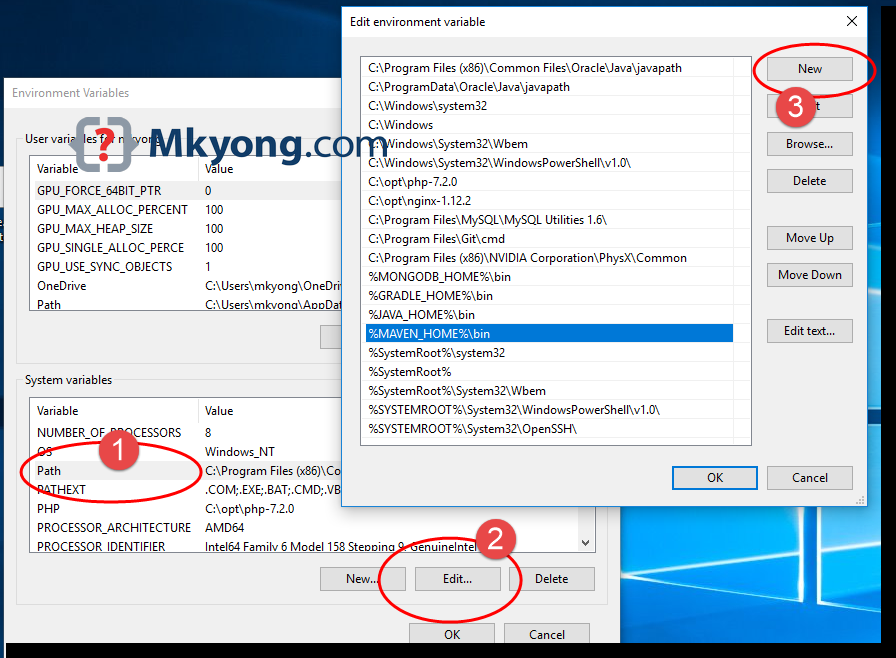 Edit environment variable
C:\Program Files (x86)\Common Files\Oracle\Java\javapath
C:\ProgramData\Oracle\Java\javapath
C:\Windows\system32
C:\Windows
C:\Windows\System32\Wbem
C:\Windows\System32\WindowsPowerShell\v1.0\
C:\opt\php-7.2.0
C:\opt\nginx-1.12.2
C:\Program Files\MySQL\MySQL Utilities 1.6\
C:\Program Files\Git\cmd
C:\Program Files (x86)\NVIDIA Corporation\PhysX\Common
%MONGODB_HOME%\bin
%GRADLE_HOME%\bin
%JAVA_HOME%\bin
%MAVEN_HOME%\bin
%SystemRoot%\system32
%SystemRoot%
%SystemRoot%\System32\Wbem
%SYSTEMROOT%\System32\WindowsPowerShell\v1.0\
%SYSTEMROOT%\System32\OpenSSH\
New
3
Browse...
Delete
Move Up
Move Down
Edit text...
OK Cancel
Environment Variables
User variables for mkyong
Mkyong.com
Variable Value
GPU_FORCE_64BIT_PTR 0
GPU_MAX_ALLOC_PERCENT 100
GPU_MAX_HEAP_SIZE 100
GPU_SINGLE_ALLOC_PERCE 100
GPU_USE_SYNC_OBJECTS 1
OneDrive C:\Users\mkyong\OneDri
Path C:\Users\mkyong\AppDat
System variables
Variable Value
NUMBER_OF_PROCESSORS 8
1
OS Windows_NT
Path C:\Program Files (x86)\Co
PATHEXT .COM;.EXE;.BAT;.CMD;.VB
PHP C:\opt\php-7.2.0
PROCESSOR_ARCHITECTURE AMD64
PROCESSOR_IDENTIFIER Intel64 Family 6 Model 158 Stepping 9, GenuineIntel
2
New... Edit... Delete
OK Cancel